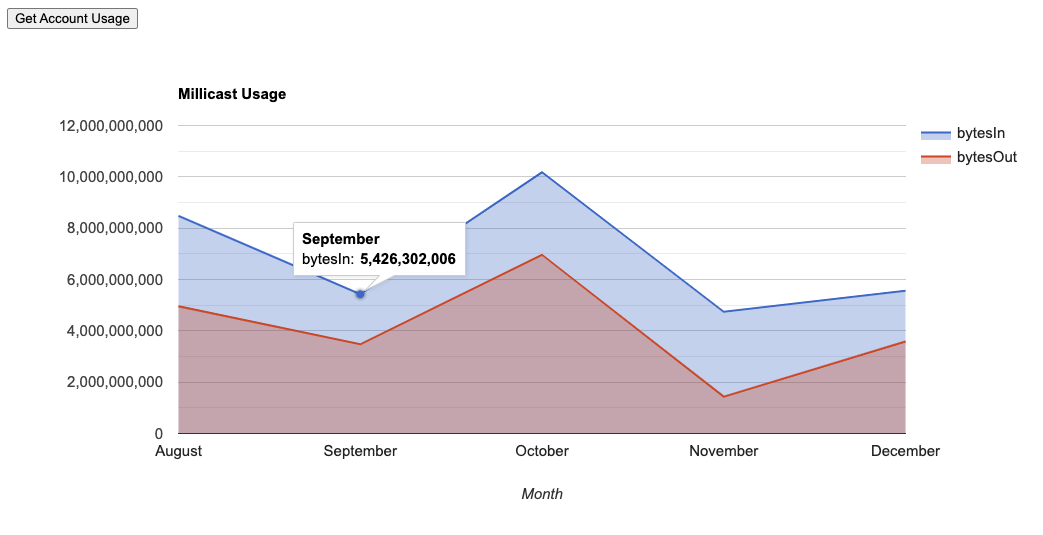 Get Account Usage
Millicast Usage
12,000,000,000
10,000,000,000
8,000,000,000
6,000,000,000
4,000,000,000
2,000,000,000
0
bytesIn
bytesOut
September
bytesIn: 5,426,302,006
August September October November December
Month